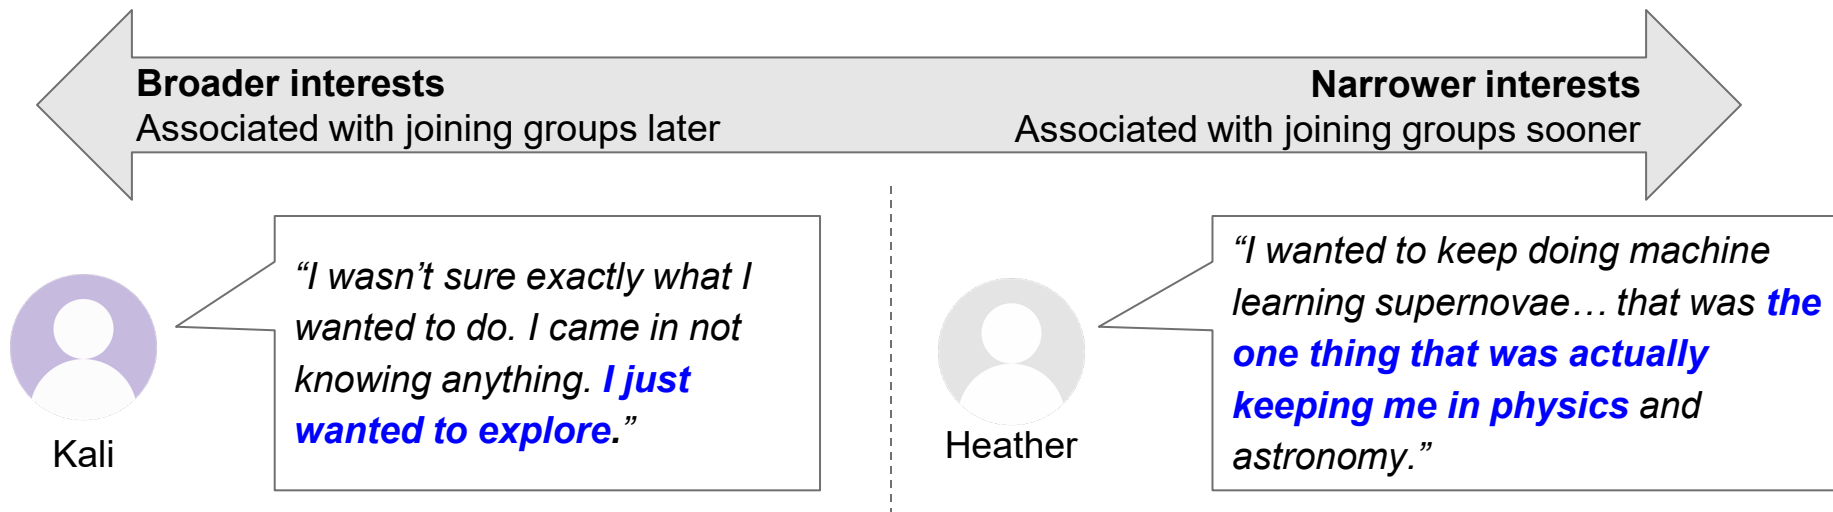 Broader interests
Associated with joining groups later
Narrower interests
Associated with joining groups sooner
“I wasn’t sure exactly what I
wanted to do. I came in not
knowing anything. I just
wanted to explore.”
Kali
“I wanted to keep doing machine
learning supernovae… that was the
one thing that was actually
keeping me in physics and
astronomy.”
Heather